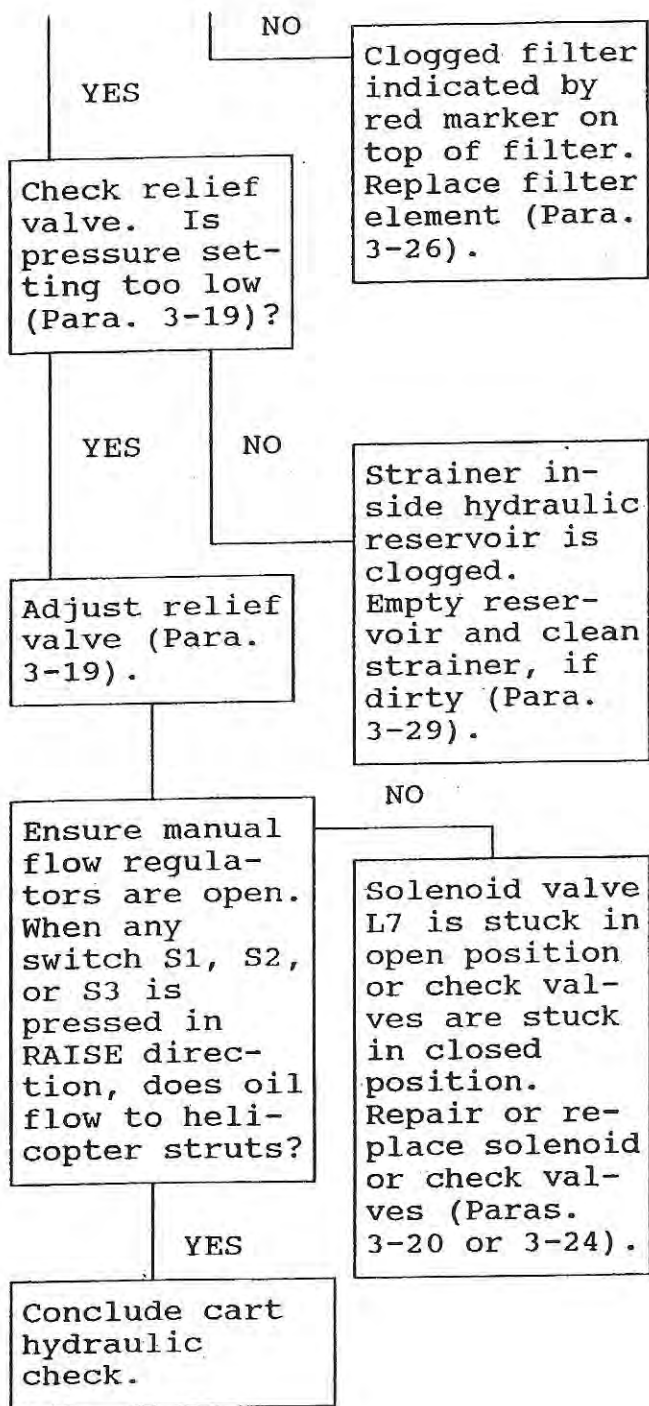 NO
Clogged filter
indicated by
red marker on
top of filter.
Replace filter
element (Para.
3-26).
YES
Check relief
valve. Is
pressure set-
ting too low
(Para. 3-19)?
YES
NO
Strainer in-
side hydraulic
reservoir is
clogged.
Empty reser-
voir and clean
strainer, if
dirty (Para.
3-29).
Adjust relief
valve (Para.
3-19).
NO
Ensure manual
flow regula-
tors are open.
When any
switch S1, S2,
or S3 is
pressed in
RAISE direc-
tion, does oil
flow to heli-
copter struts?
Solenoid valve
L7 is stuck in
open position
or check val-
ves are stuck
in closed
position.
Repair or re-
place solenoid
or check val-
ves (Paras.
3-20 or 3-24).
YES
Conclude cart
hydraulic
check.